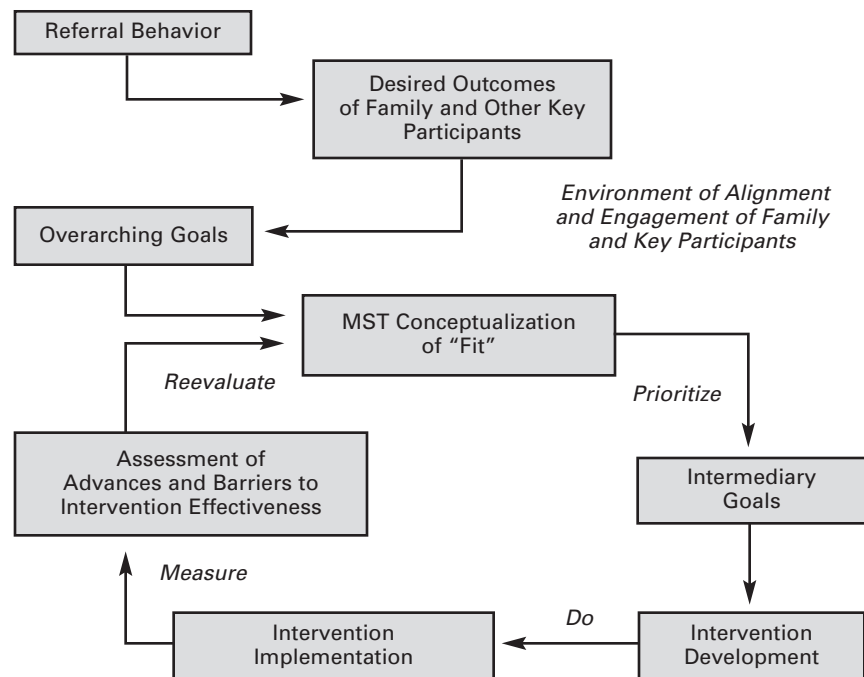 Referral Behavior
Desired Outcomes
of Family and Other Key
Participants
Environment of Alignment
and Engagement of Family
and Key Participants
Overarching Goals
MST Conceptualization
of “Fit”
Reevaluate
Prioritize
Assessment of
Advances and Barriers to
Intervention Effectiveness
Intermediary
Goals
Measure
Do
Intervention
Implementation
Intervention
Development